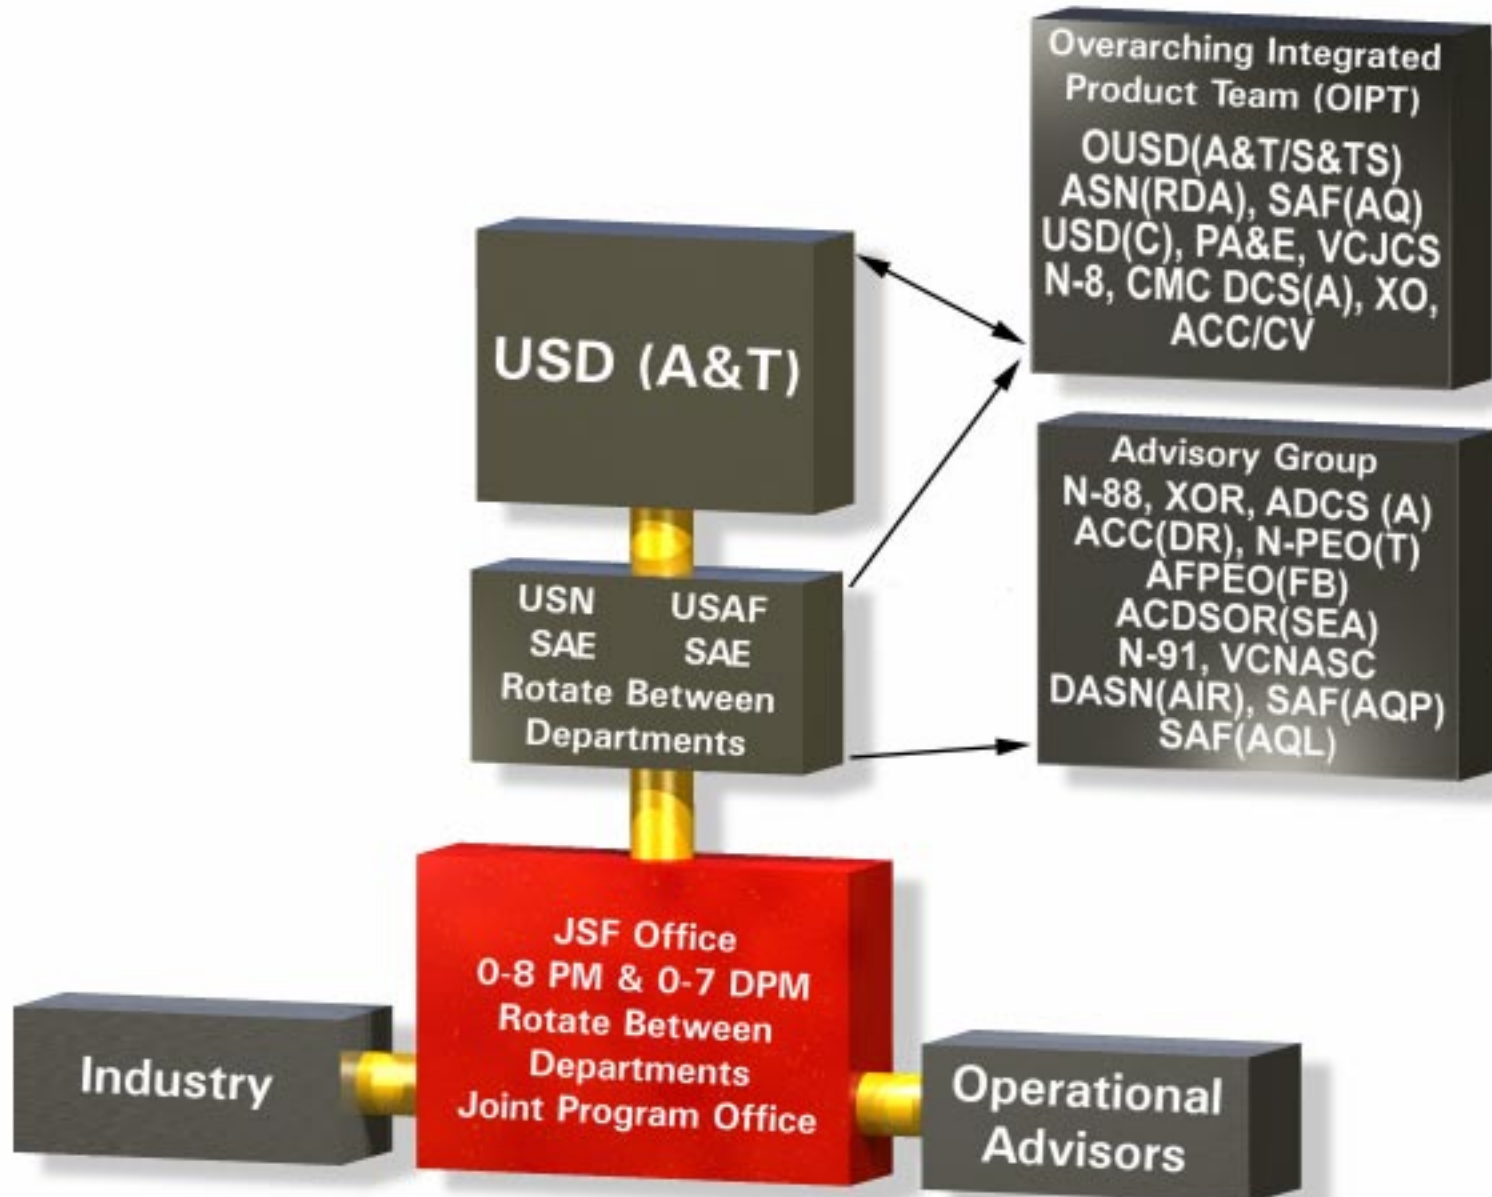 Overarching Integrated
Product Team (OIPT)
OUSD(A&T/S&TS)
ASN(RDA), SAF(AQ)
USD(C), PA&E, VCJCS
N-8, CMC DCS(A), XO,
ACC/CV
USD (A&T)
Advisory Group
N-88, XOR, ADCS (A)
ACC(DR), N-PEO(T)
AFPEO(FB)
ACDSOR(SEA)
N-91, VCNASC
DASN(AIR), SAF(AQP)
SAF(AQL)
USN USAF
SAE SAE
Rotate Between
Departments
JSF Office
0-8 PM & 0-7 DPM
Rotate Between
Departments
Joint Program Office
Industry
Operational
Advisors